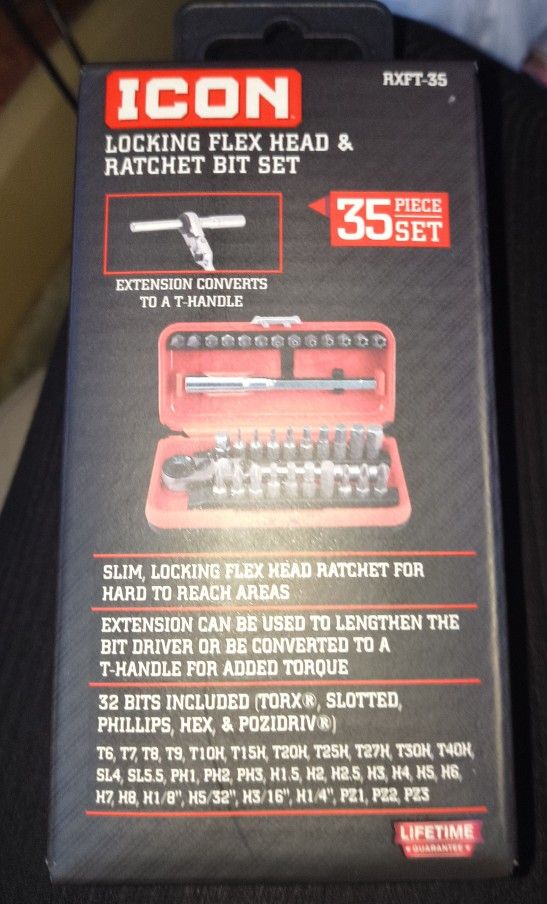 ICON
RXFT-35
LOCKING FLEX HEAD &
RATCHET BIT SET
35 PIECE
SET
EXTENSION CONVERTS
TO A T-HANDLE
SLIM, LOCKING FLEX HEAD RATCHET FOR
HARD TO REACH AREAS
EXTENSION CAN BE USED TO LENGTHEN THE
BIT DRIVER OR BE CONVERTED TO A
T-HANDLE FOR ADDED TORQUE
32 BITS INCLUDED (TORX®, SLOTTED,
PHILLIPS, HEX, & POZIDRIV®)
T6, T7, T8, T9, T10H, T15H, T20H, T25H, T27H, T30H, T40H,
SL4, SL5.5, PH1, PH2, PH3, H1.5, H2, H2.5, H3, H4, H5, H6,
H7, H8, H1/8", H5/32", H3/16", H1/4", PZ1, PZ2, PZ3
LIFETIME
GUARANTEE